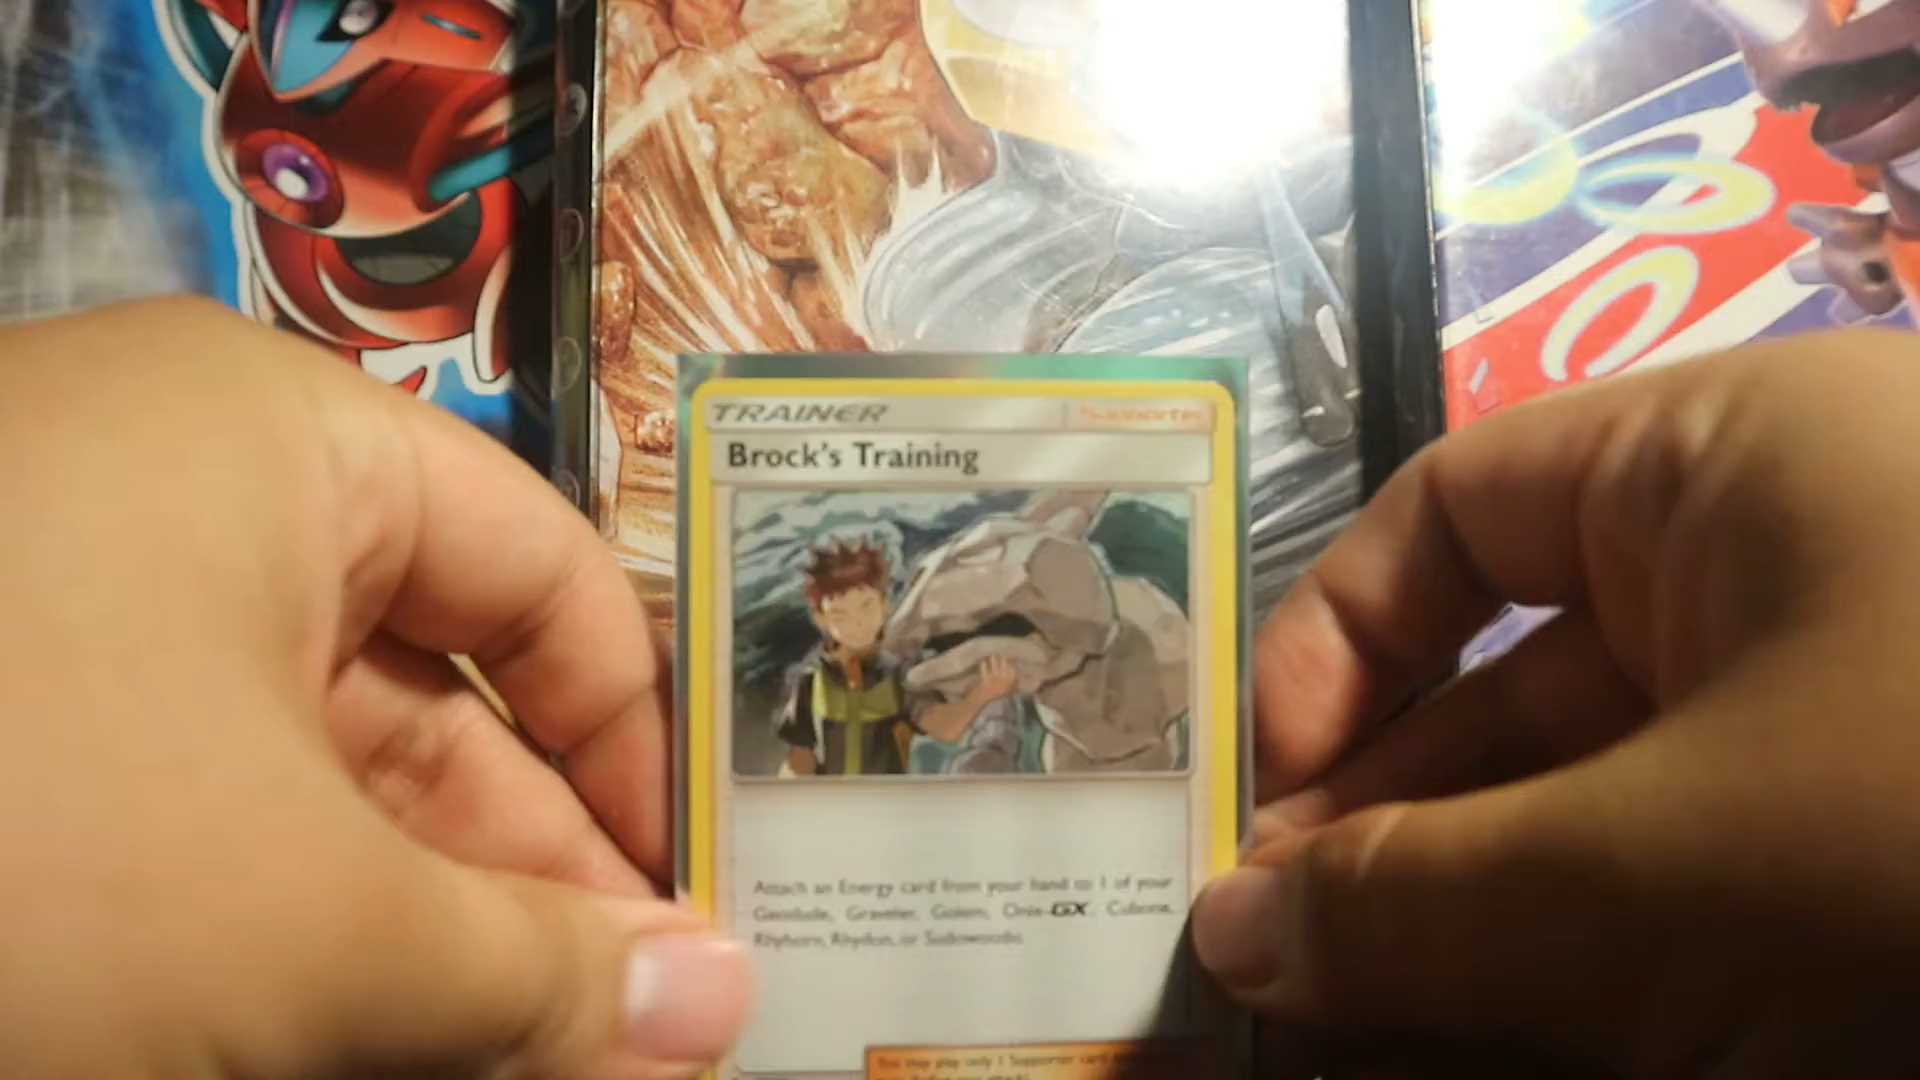 TRAINER Supporter
Brock's Training
Attach an Energy card from your hand to 1 of your
Geodude, Graveler, Golem, Onix-GX, Cubone,
Rhyhorn, Rhydon, or Sudowoodo.
You may play only 1 Supporter card